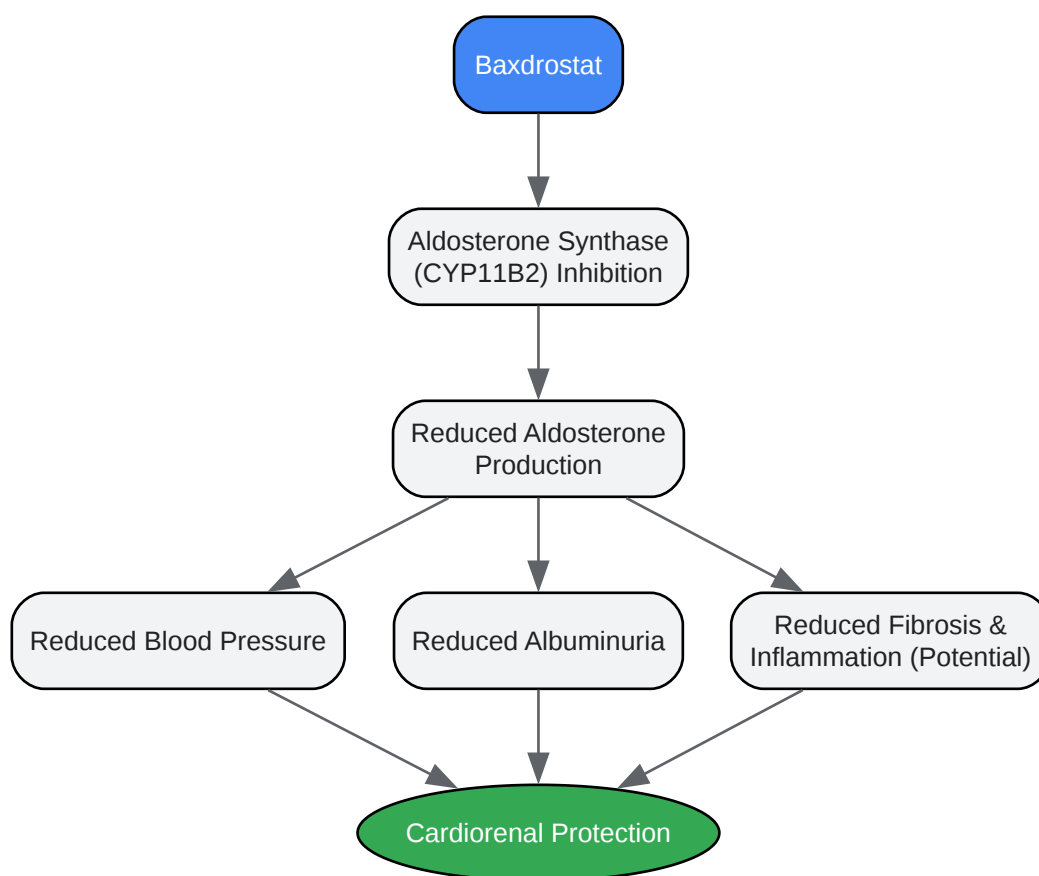 Baxdrostat
Aldosterone Synthase
(CYP11B2) Inhibition
Reduced Aldosterone
Production
Reduced Blood Pressure
Reduced Albuminuria
Reduced Fibrosis &
Inflammation (Potential)
Cardiorenal Protection